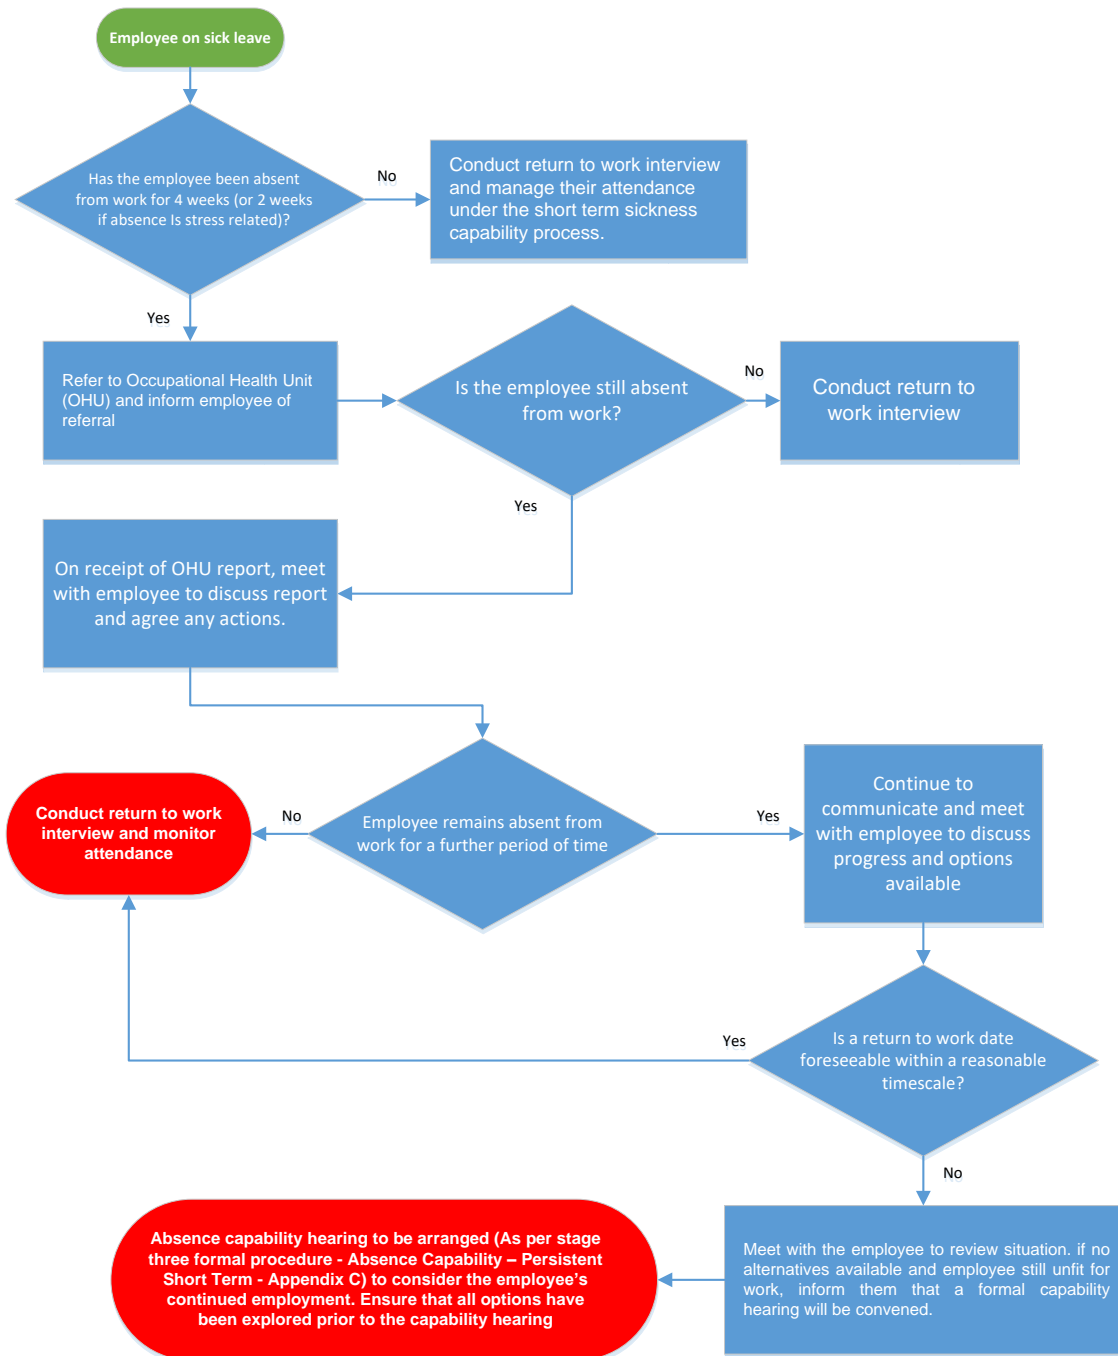 Employee on sick leave
Has the employee been absent
from work for 4 weeks (or 2 weeks
if absence Is stress related)?
No
Conduct return to work interview
and manage their attendance
under the short term sickness
capability process.
Yes
Refer to Occupational Health Unit
(OHU) and inform employee of
referral
Is the employee still absent
from work?
No
Conduct return to
work interview
Yes
On receipt of OHU report, meet
with employee to discuss report
and agree any actions.
Employee remains absent from
work for a further period of time
No
Conduct return to work
interview and monitor
attendance
Yes
Continue to
communicate and meet
with employee to discuss
progress and options
available
Is a return to work date
foreseeable within a reasonable
timescale?
Yes
No
Meet with the employee to review situation. if no
alternatives available and employee still unfit for
work, inform them that a formal capability
hearing will be convened.
Absence capability hearing to be arranged (As per stage
three formal procedure - Absence Capability – Persistent
Short Term - Appendix C) to consider the employee’s
continued employment. Ensure that all options have
been explored prior to the capability hearing